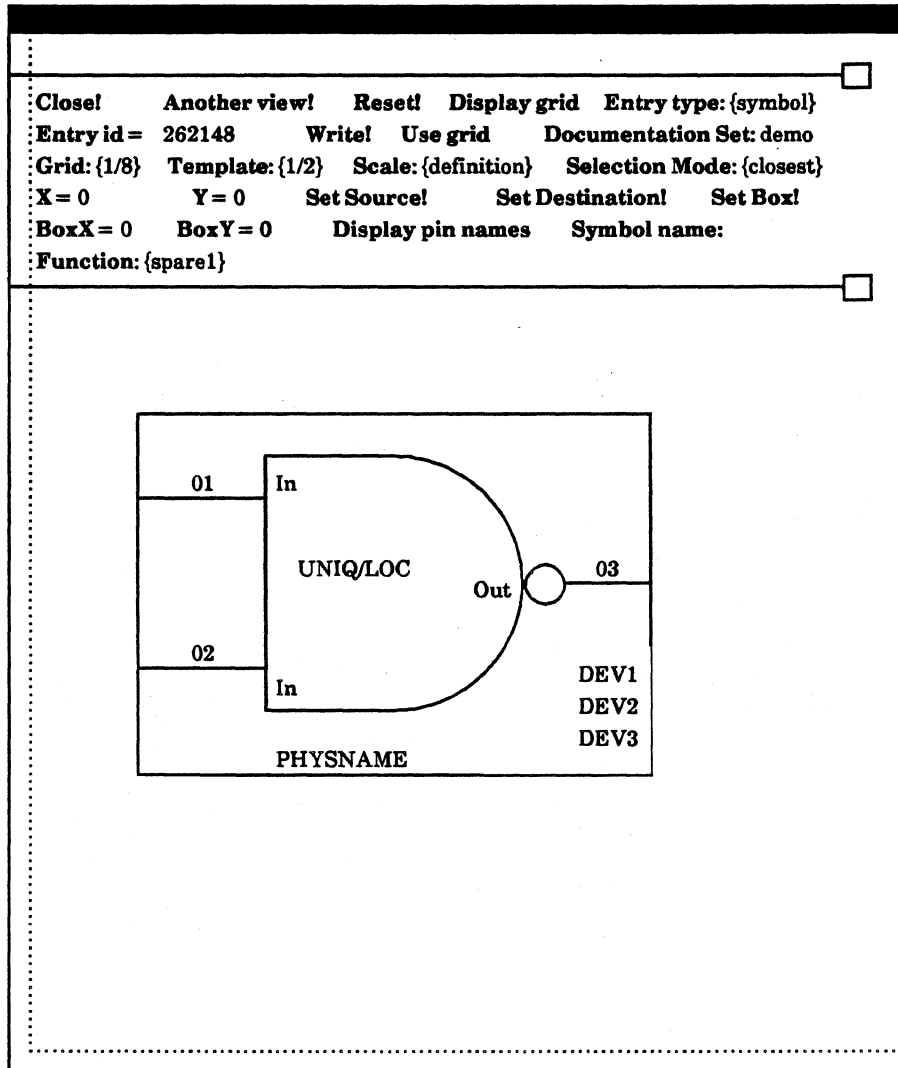 Close! Another view! Reset! Display grid Entry type: {symbol}
Entry id = 262148 Write! Use grid Documentation Set: demo
Grid: {1/8} Template: {1/2} Scale: {definition} Selection Mode: {closest}
X = 0 Y = 0 Set Source! Set Destination! Set Box!
BoxX = 0 BoxY = 0 Display pin names Symbol name:
Function: {spare1}
01 In
UNIQ/LOC
Out 03
02
In
DEV1
DEV2
DEV3
PHYSNAME